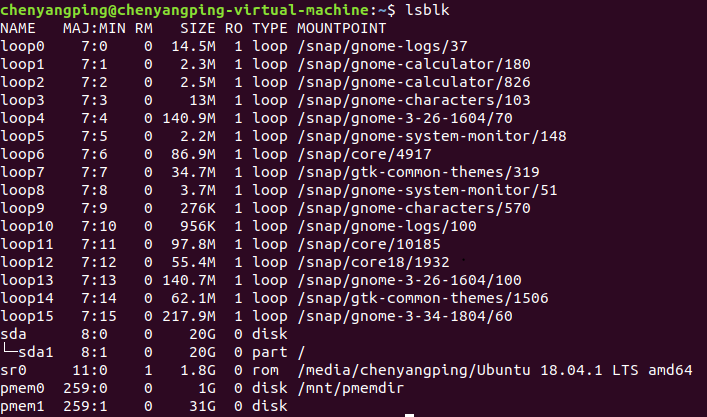 chenyangping@chenyangping-virtual-machine:~$ lsblk
NAME   MAJ:MIN RM   SIZE RO TYPE MOUNTPOINT
loop0    7:0    0  14.5M  1 loop /snap/gnome-logs/37
loop1    7:1    0   2.3M  1 loop /snap/gnome-calculator/180
loop2    7:2    0   2.5M  1 loop /snap/gnome-calculator/826
loop3    7:3    0    13M  1 loop /snap/gnome-characters/103
loop4    7:4    0 140.9M  1 loop /snap/gnome-3-26-1604/70
loop5    7:5    0   2.2M  1 loop /snap/gnome-system-monitor/148
loop6    7:6    0  86.9M  1 loop /snap/core/4917
loop7    7:7    0  34.7M  1 loop /snap/gtk-common-themes/319
loop8    7:8    0   3.7M  1 loop /snap/gnome-system-monitor/51
loop9    7:9    0   276K  1 loop /snap/gnome-characters/570
loop10   7:10   0   956K  1 loop /snap/gnome-logs/100
loop11   7:11   0  97.8M  1 loop /snap/core/10185
loop12   7:12   0  55.4M  1 loop /snap/core18/1932
loop13   7:13   0 140.7M  1 loop /snap/gnome-3-26-1604/100
loop14   7:14   0  62.1M  1 loop /snap/gtk-common-themes/1506
loop15   7:15   0 217.9M  1 loop /snap/gnome-3-34-1804/60
sda      8:0    0    20G  0 disk
└─sda1   8:1    0    20G  0 part /
sr0     11:0    1   1.8G  0 rom  /media/chenyangping/Ubuntu 18.04.1 LTS amd64
pmem0  259:0    0     1G  0 disk /mnt/pmemdir
pmem1  259:1    0    31G  0 disk